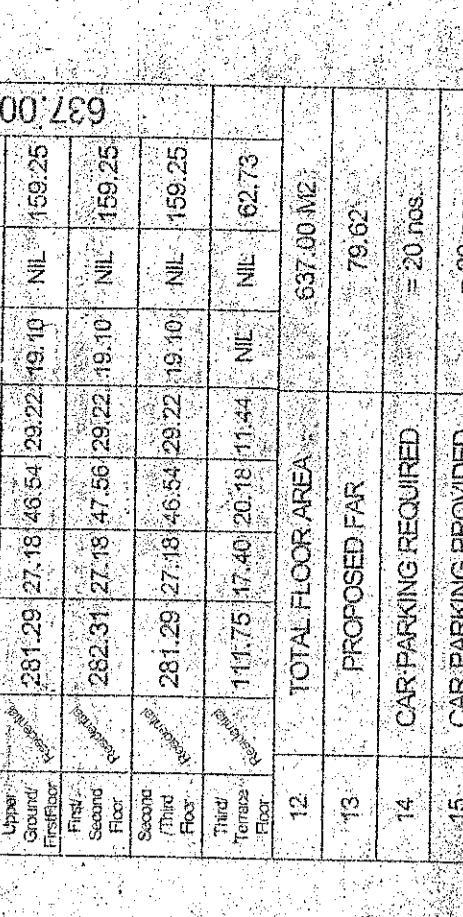 Upper Ground/ FirstFloor Residential 281.29 27.18 46.54 29.22 19.10 NIL 159.25
First/ Second Floor Residential 282.31 27.18 47.56 29.22 19.10 NIL 159.25
Second /Third Floor Residential 281.29 27.18 46.54 29.22 19.10 NIL 159.25
637.00
Third/ Terrace Floor Residential 111.75 17.40 20.18 11.44 NIL NIL 62.73
12 TOTAL FLOOR AREA 637.00 M2
13 PROPOSED FAR 79.62
14 CAR PARKING REQUIRED = 20 nos.
15 CAR PARKING PROVIDED